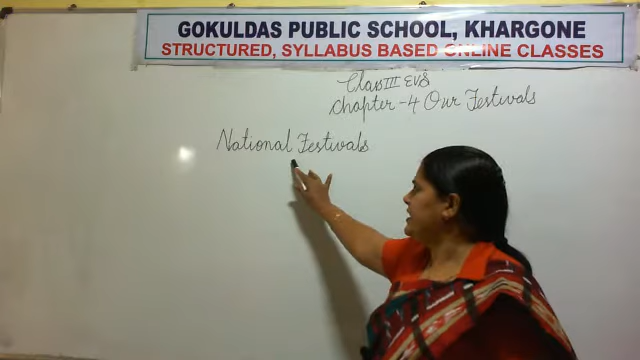 GOKULDAS PUBLIC SCHOOL, KHARGONE
STRUCTURED, SYLLABUS BASED ONLINE CLASSES
Class III EVS
Chapter - 4 Our Festivals
National Festivals